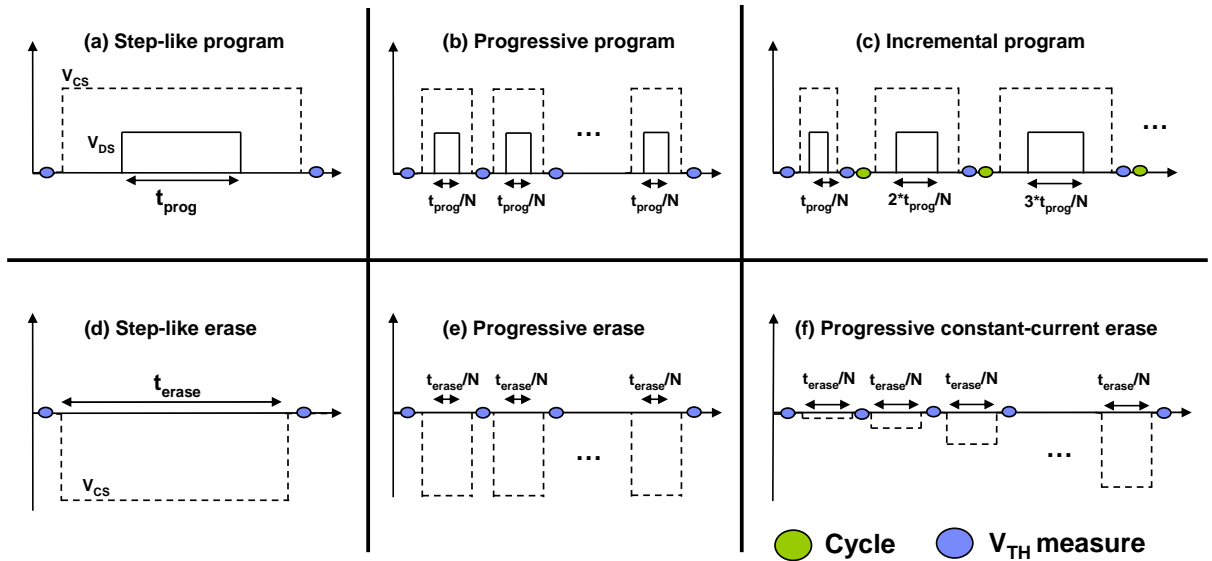 (a) Step-like program
V_CS
V_DS
t_prog
(b) Progressive program
...
t_prog/N
t_prog/N
t_prog/N
(c) Incremental program
...
t_prog/N
2*t_prog/N
3*t_prog/N
(d) Step-like erase
t_erase
V_CS
(e) Progressive erase
t_erase/N
t_erase/N
t_erase/N
...
(f) Progressive constant-current erase
t_erase/N
t_erase/N
t_erase/N
t_erase/N
...
Cycle
V_TH measure